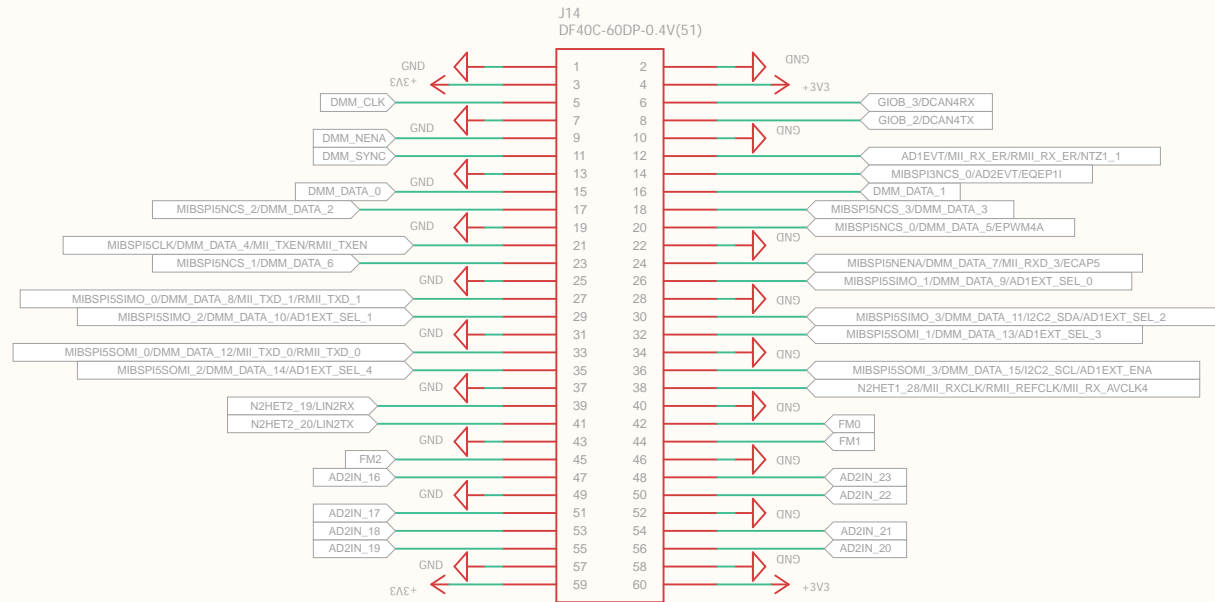 J14
DF40C-60DP-0.4V(51)
GND 1 2 GND
+3V3 3 4 +3V3
DMM_CLK 5 6 GIOB_3/DCAN4RX
GND 7 8 GIOB_2/DCAN4TX
DMM_NENA 9 10 GND
DMM_SYNC 11 12 AD1EVT/MII_RX_ER/RMII_RX_ER/NTZ1_1
GND 13 14 MIBSPI3NCS_0/AD2EVT/EQEP1I
DMM_DATA_0 15 16 DMM_DATA_1
MIBSPI5NCS_2/DMM_DATA_2 17 18 MIBSPI5NCS_3/DMM_DATA_3
GND 19 20 MIBSPI5NCS_0/DMM_DATA_5/EPWM4A
MIBSPI5CLK/DMM_DATA_4/MII_TXEN/RMII_TXEN 21 22 GND
MIBSPI5NCS_1/DMM_DATA_6 23 24 MIBSPI5NENA/DMM_DATA_7/MII_RXD_3/ECAP5
GND 25 26 MIBSPI5SIMO_1/DMM_DATA_9/AD1EXT_SEL_0
MIBSPI5SIMO_0/DMM_DATA_8/MII_TXD_1/RMII_TXD_1 27 28 GND
MIBSPI5SIMO_2/DMM_DATA_10/AD1EXT_SEL_1 29 30 MIBSPI5SIMO_3/DMM_DATA_11/I2C2_SDA/AD1EXT_SEL_2
GND 31 32 MIBSPI5SOMI_1/DMM_DATA_13/AD1EXT_SEL_3
MIBSPI5SOMI_0/DMM_DATA_12/MII_TXD_0/RMII_TXD_0 33 34 GND
MIBSPI5SOMI_2/DMM_DATA_14/AD1EXT_SEL_4 35 36 MIBSPI5SOMI_3/DMM_DATA_15/I2C2_SCL/AD1EXT_ENA
GND 37 38 N2HET1_28/MII_RXCLK/RMII_REFCLK/MII_RX_AVCLK4
N2HET2_19/LIN2RX 39 40 GND
N2HET2_20/LIN2TX 41 42 FM0
GND 43 44 FM1
FM2 45 46 GND
AD2IN_16 47 48 AD2IN_23
GND 49 50 AD2IN_22
AD2IN_17 51 52 GND
AD2IN_18 53 54 AD2IN_21
AD2IN_19 55 56 AD2IN_20
GND 57 58 GND
+3V3 59 60 +3V3